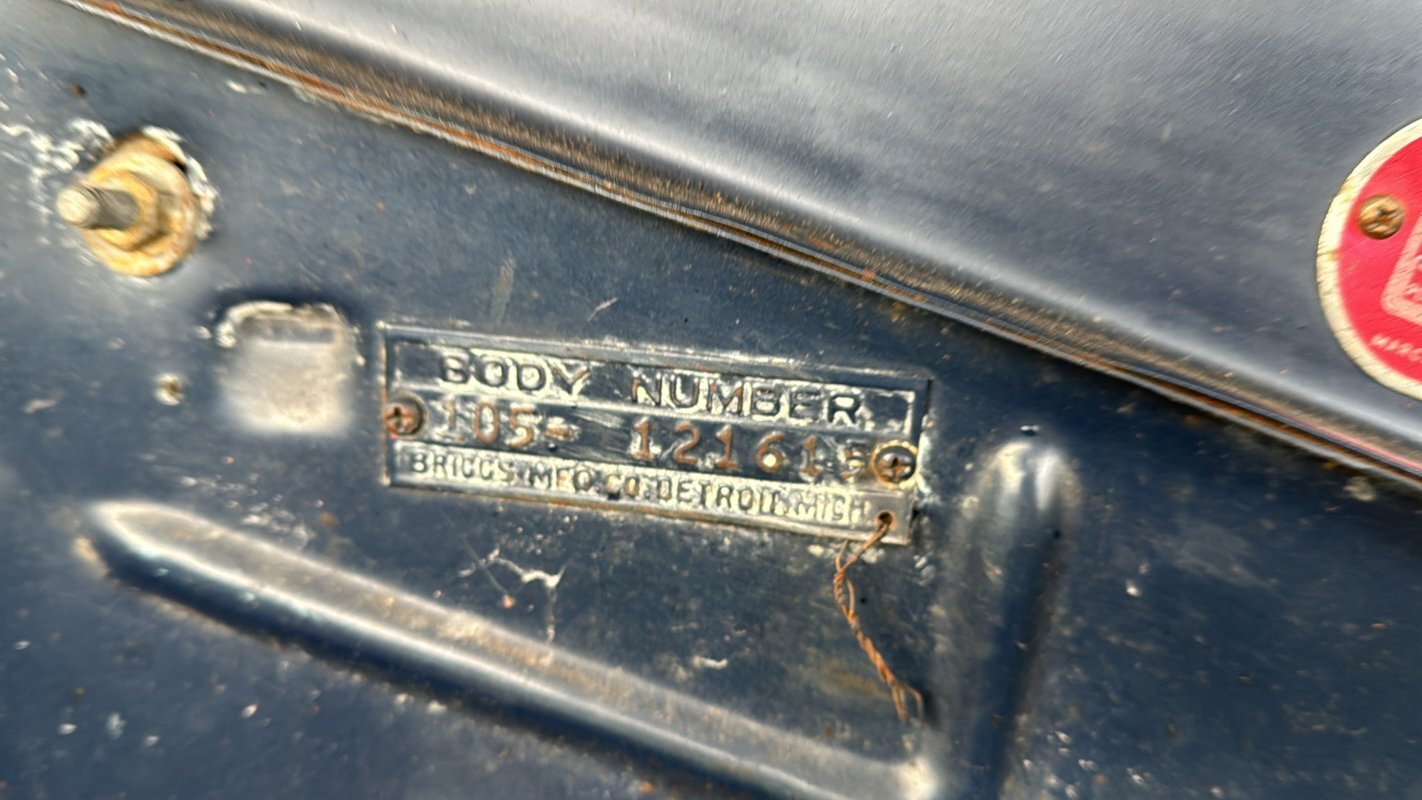 BODY NUMBER
105- 121615
BRIGGS MFG CO. DETROIT, MICH